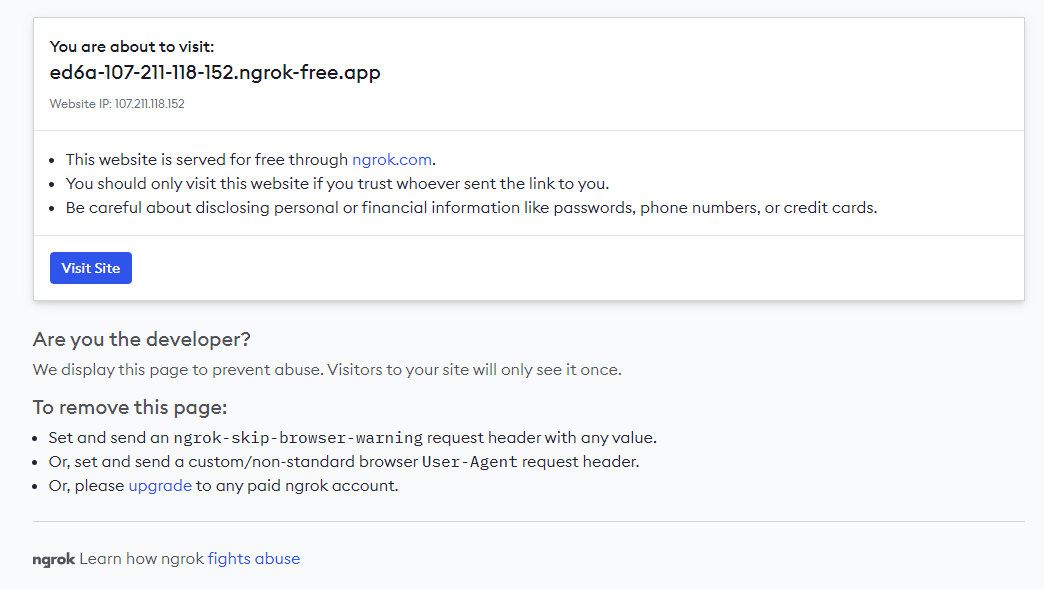 You are about to visit:
ed6a-107-211-118-152.ngrok-free.app
Website IP: 107.211.118.152
This website is served for free through ngrok.com.
You should only visit this website if you trust whoever sent the link to you.
Be careful about disclosing personal or financial information like passwords, phone numbers, or credit cards.
Visit Site
Are you the developer?
We display this page to prevent abuse. Visitors to your site will only see it once.
To remove this page:
Set and send an ngrok-skip-browser-warning request header with any value.
Or, set and send a custom/non-standard browser User-Agent request header.
Or, please upgrade to any paid ngrok account.
ngrok Learn how ngrok fights abuse